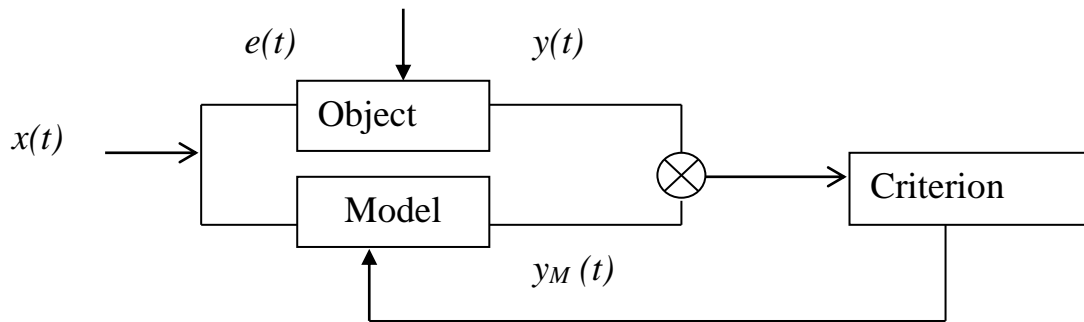 e(t)
y(t)
Object
x(t)
Model
Criterion
yM (t)